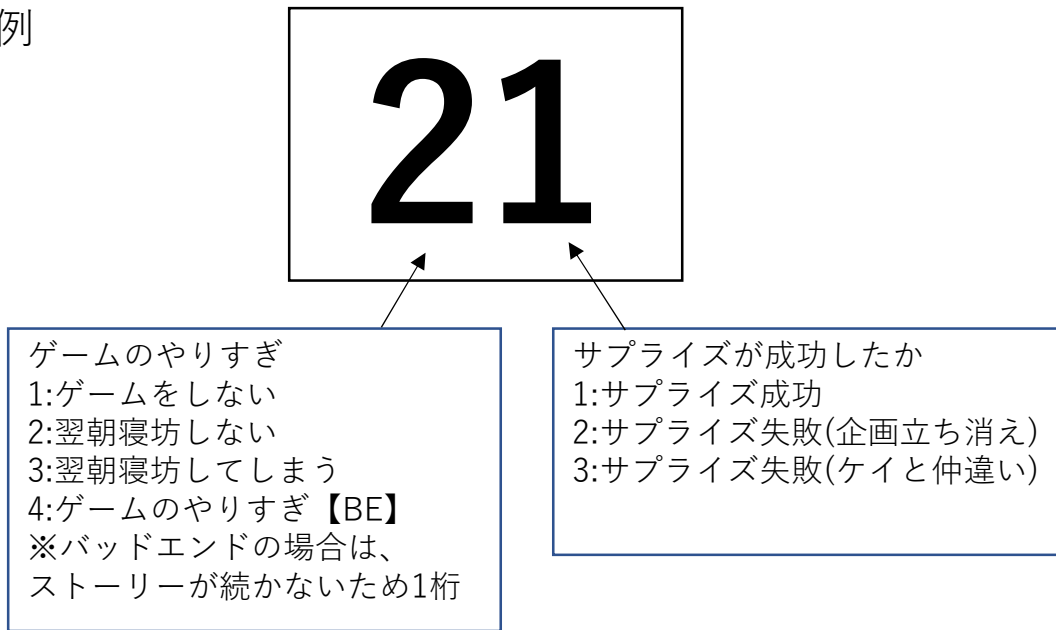 例
21
ゲームのやりすぎ
1:ゲームをしない
2:翌朝寝坊しない
3:翌朝寝坊してしまう
4:ゲームのやりすぎ【BE】
※バッドエンドの場合は、
ストーリーが続かないため1桁
サプライズが成功したか
1:サプライズ成功
2:サプライズ失敗(企画立ち消え)
3:サプライズ失敗(ケイと仲違い)